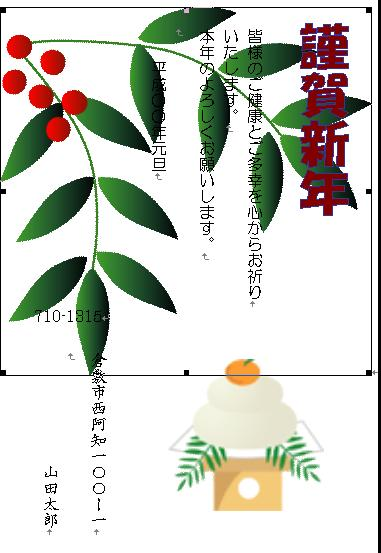 謹賀新年
皆様のご健康とご多幸を心からお祈り
いたします。
本年のよろしくお願いします。
平成〇〇年元旦
710-1315
倉敷市西阿知一〇〇ー一
山田太郎